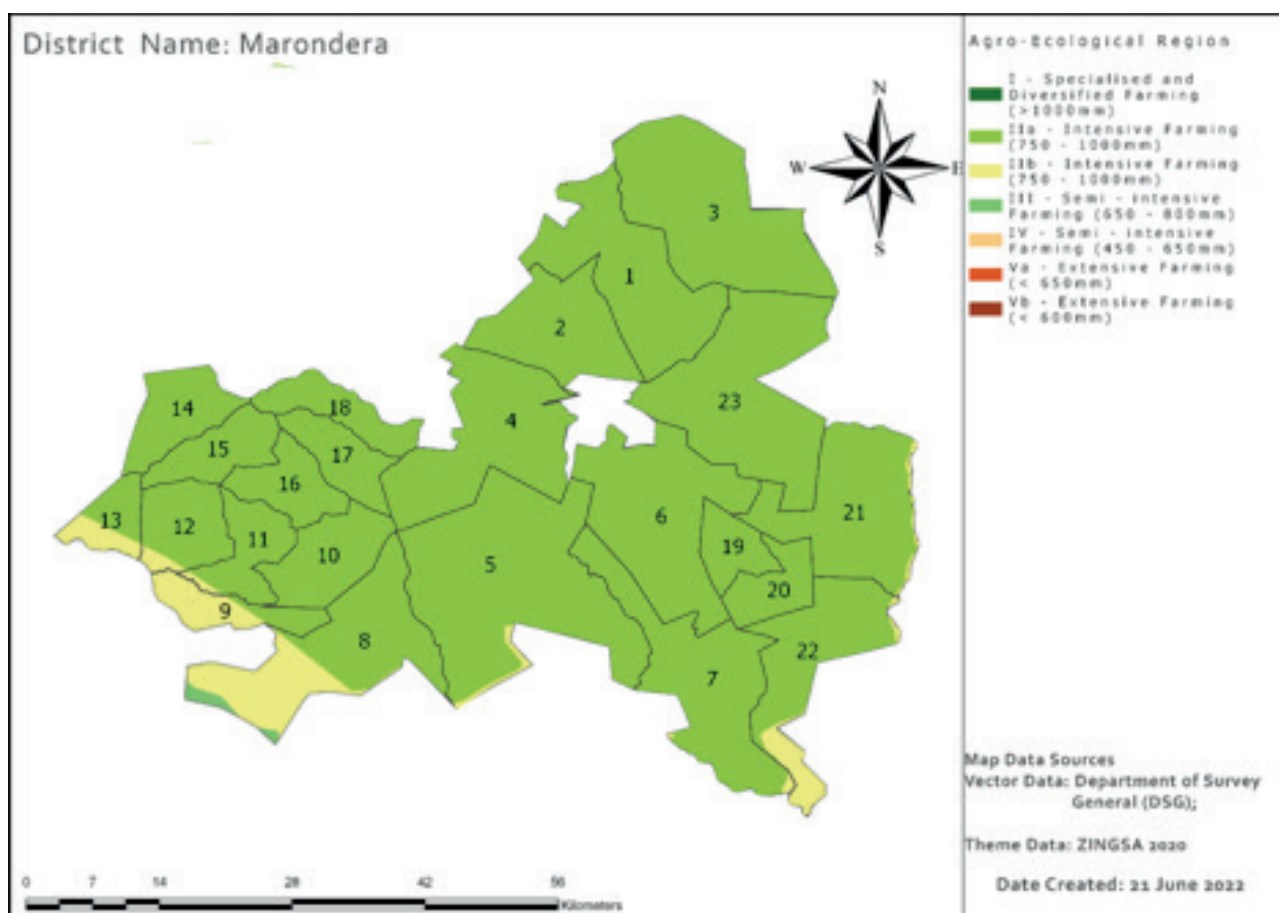 District Name: Marondera
Agro-Ecological Region
I - Specialised and
Diversified Farming
(>1000mm)
IIa - Intensive Farming
(750 - 1000mm)
IIb - Intensive Farming
(750 - 1000mm)
III - Semi - intensive
Farming (650 - 800mm)
IV - Semi - intensive
Farming (450 - 650mm)
Va - Extensive Farming
(< 650mm)
Vb - Extensive Farming
(< 600mm)
N
W
E
S
3
1
2
14
18
4
23
15
17
16
13
12
11
10
6
21
19
5
20
9
8
22
7
Map Data Sources
Vector Data: Department of Survey
General (DSG);
Theme Data: ZINGSA 2020
Date Created: 21 June 2022
0 7 14 28 42 56
Kilometers